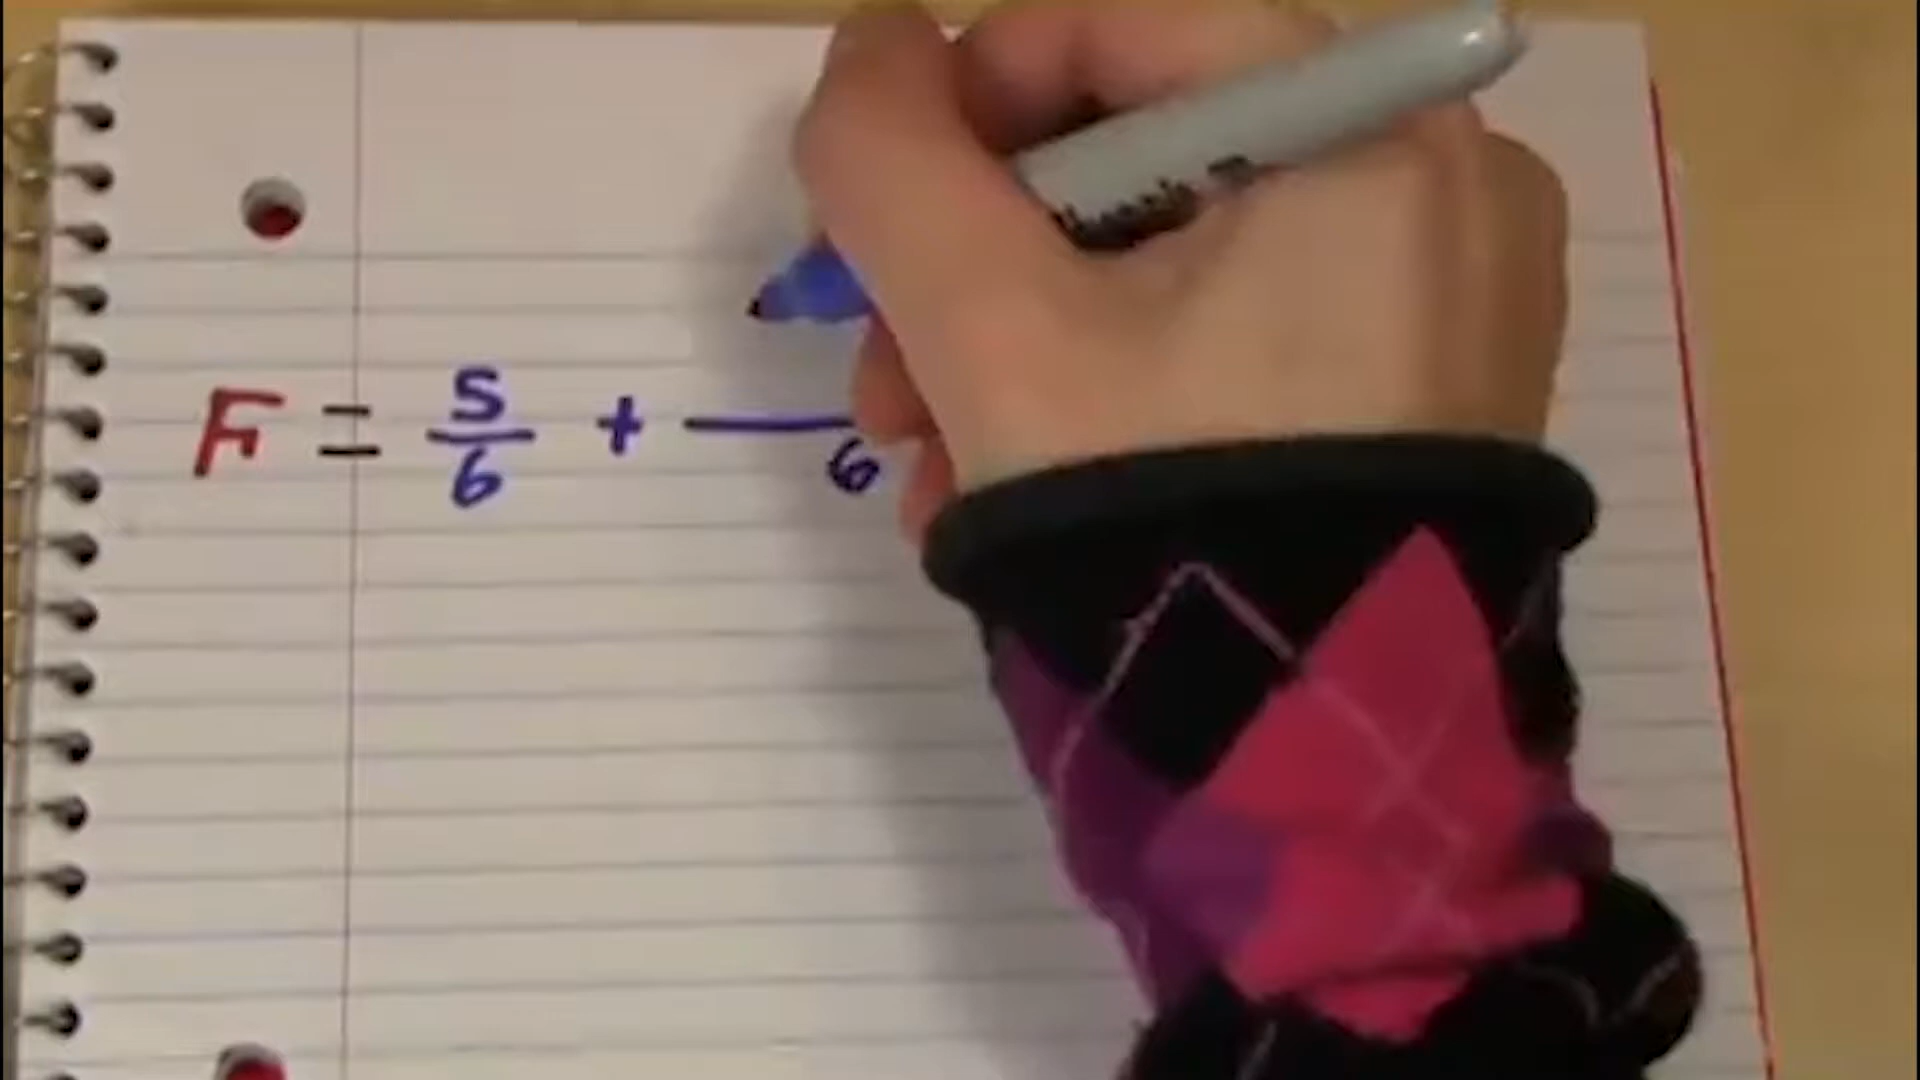 F = 5/6 + /6